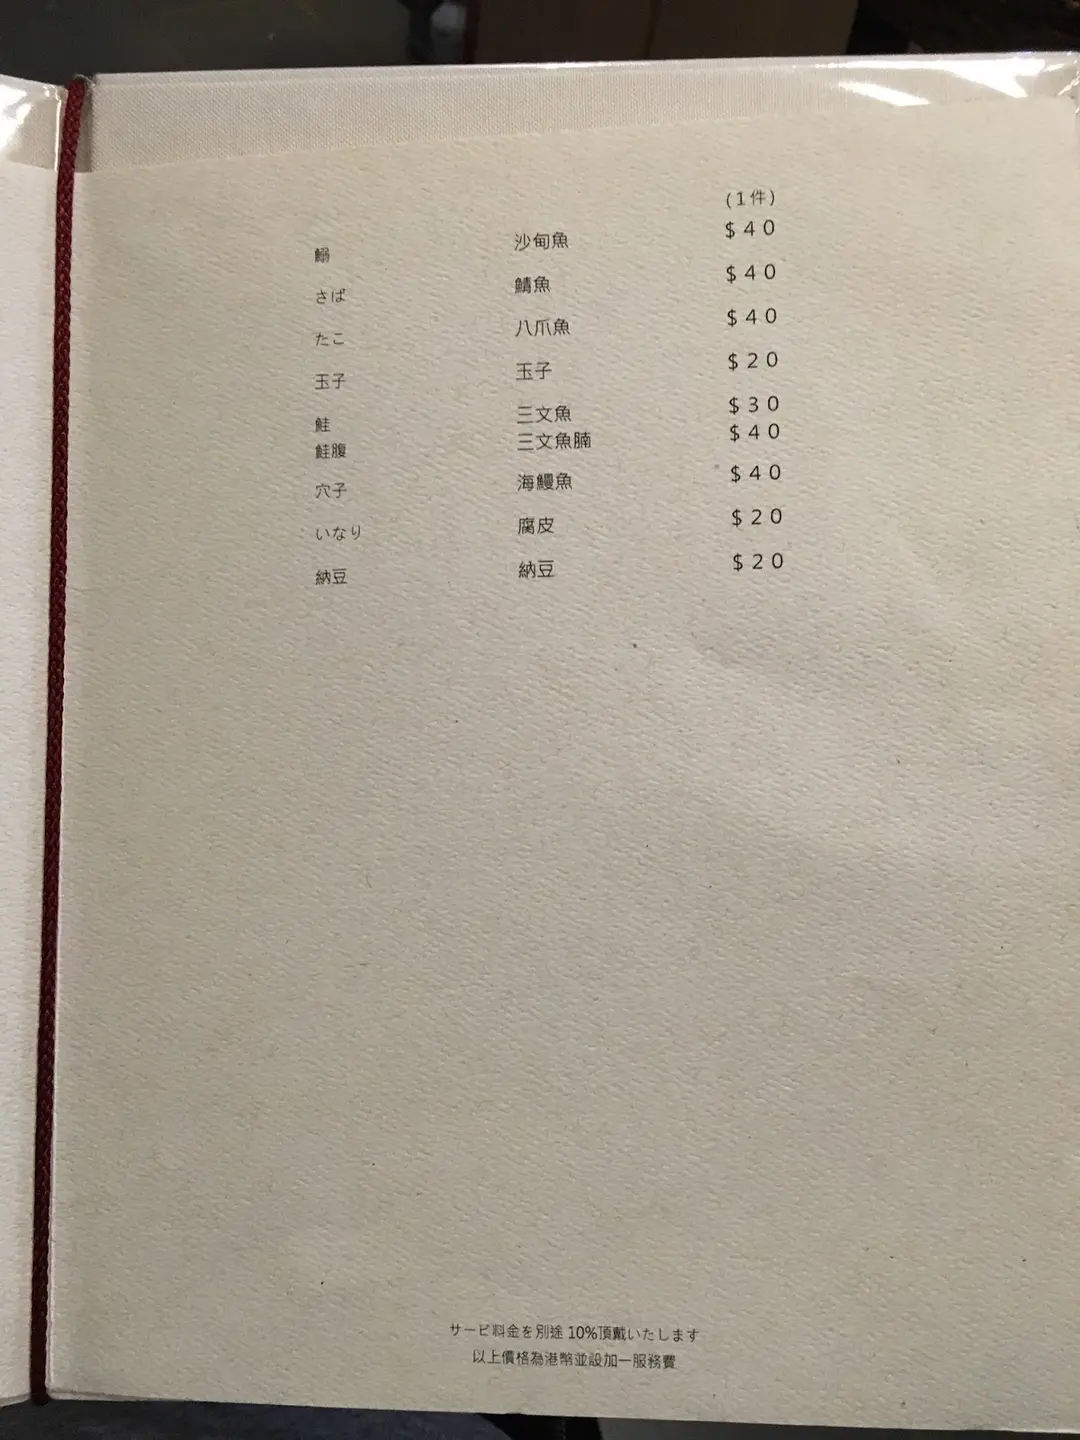 (1件)
鰯 沙甸魚 $40
さば 鯖魚 $40
たこ 八爪魚 $40
玉子 玉子 $20
鮭 三文魚 $30
鮭腹 三文魚腩 $40
穴子 海鰻魚 $40
いなり 腐皮 $20
納豆 納豆 $20
サービ料金を別途 10%頂戴いたします
以上價格為港幣並設加一服務費